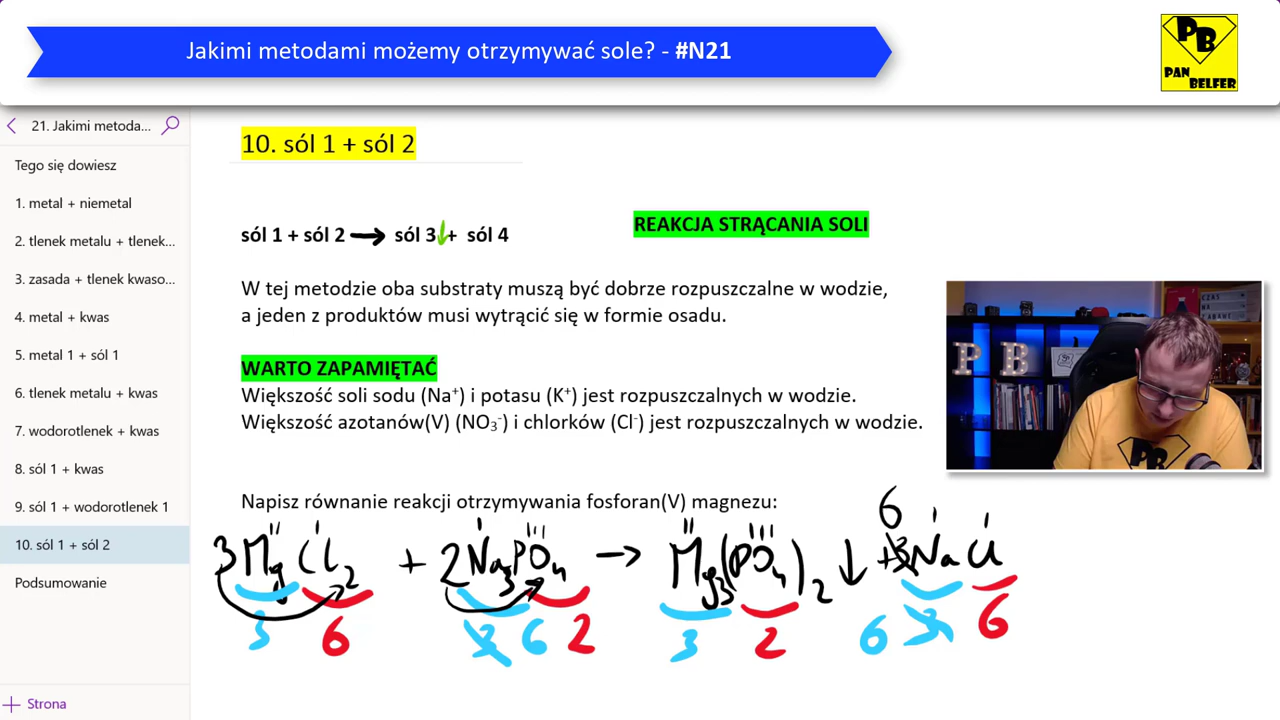 Jakimi metodami możemy otrzymywać sole? - #N21
PB
PAN
BELFER
21. Jakimi metoda...
Tego się dowiesz
1. metal + niemetal
2. tlenek metalu + tlenek...
3. zasada + tlenek kwaso...
4. metal + kwas
5. metal 1 + sól 1
6. tlenek metalu + kwas
7. wodorotlenek + kwas
8. sól 1 + kwas
9. sól 1 + wodorotlenek 1
10. sól 1 + sól 2
Podsumowanie
+ Strona
10. sól 1 + sól 2
sól 1 + sól 2 → sól 3↓ + sól 4
REAKCJA STRĄCANIA SOLI
W tej metodzie oba substraty muszą być dobrze rozpuszczalne w wodzie,
a jeden z produktów musi wytrącić się w formie osadu.
WARTO ZAPAMIĘTAĆ
Większość soli sodu (Na⁺) i potasu (K⁺) jest rozpuszczalnych w wodzie.
Większość azotanów(V) (NO₃⁻) i chlorków (Cl⁻) jest rozpuszczalnych w wodzie.
P B
Napisz równanie reakcji otrzymywania fosforan(V) magnezu:
3MgCl₂ + 2Na₃PO₄ → Mg₃(PO₄)₂ ↓ + 6NaCl
3 6 6 2 3 2 6 3 6